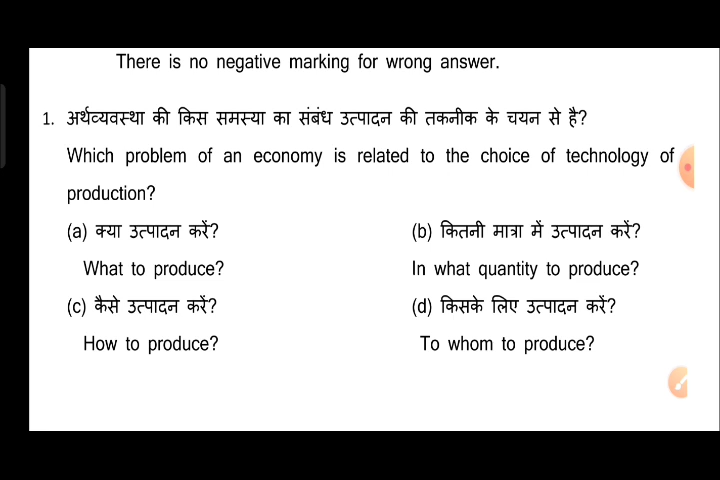 There is no negative marking for wrong answer.
1. अर्थव्यवस्था की किस समस्या का संबंध उत्पादन की तकनीक के चयन से है?
Which problem of an economy is related to the choice of technology of
production?
(a) क्या उत्पादन करें? (b) कितनी मात्रा में उत्पादन करें?
What to produce? In what quantity to produce?
(c) कैसे उत्पादन करें? (d) किसके लिए उत्पादन करें?
How to produce? To whom to produce?